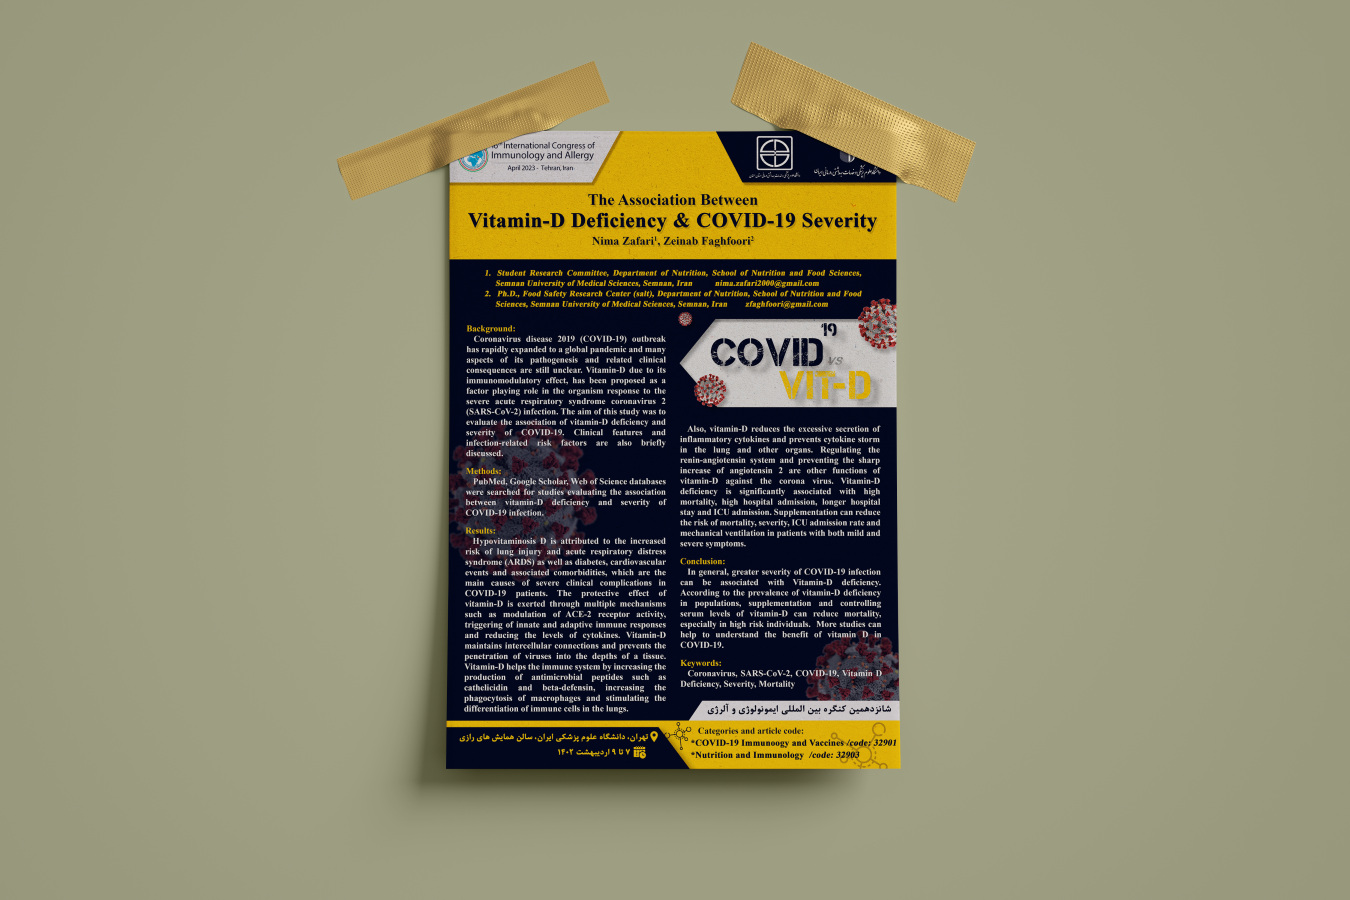 International Congress of
Immunology and Allergy
April 2023 - Tehran, Iran
The Association Between
Vitamin-D Deficiency & COVID-19 Severity
Nima Zafari¹, Zeinab Faghfoori²
1. Student Research Committee, Department of Nutrition, School of Nutrition and Food Sciences,
Semnan University of Medical Sciences, Semnan, Iran nima.zafari2000@gmail.com
2. Ph.D., Food Safety Research Center (salt), Department of Nutrition, School of Nutrition and Food
Sciences, Semnan University of Medical Sciences, Semnan, Iran zfaghfoori@gmail.com
Background:
Coronavirus disease 2019 (COVID-19) outbreak
has rapidly expanded to a global pandemic and many
aspects of its pathogenesis and related clinical
consequences are still unclear. Vitamin-D due to its
immunomodulatory effect, has been proposed as a
factor playing role in the organism response to the
severe acute respiratory syndrome coronavirus 2
(SARS-CoV-2) infection. The aim of this study was to
evaluate the association of vitamin-D deficiency and
severity of COVID-19. Clinical features and
infection-related risk factors are also briefly
discussed.
Methods:
PubMed, Google Scholar, Web of Science databases
were searched for studies evaluating the association
between vitamin-D deficiency and severity of
COVID-19 infection.
Results:
Hypovitaminosis D is attributed to the increased
risk of lung injury and acute respiratory distress
syndrome (ARDS) as well as diabetes, cardiovascular
events and associated comorbidities, which are the
main causes of severe clinical complications in
COVID-19 patients. The protective effect of
vitamin-D is exerted through multiple mechanisms
such as modulation of ACE-2 receptor activity,
triggering of innate and adaptive immune responses
and reducing the levels of cytokines. Vitamin-D
maintains intercellular connections and prevents the
penetration of viruses into the depths of a tissue.
Vitamin-D helps the immune system by increasing the
production of antimicrobial peptides such as
cathelicidin and beta-defensin, increasing the
phagocytosis of macrophages and stimulating the
differentiation of immune cells in the lungs.
COVID'19
VS
VIT-D
Also, vitamin-D reduces the excessive secretion of
inflammatory cytokines and prevents cytokine storm
in the lung and other organs. Regulating the
renin-angiotensin system and preventing the sharp
increase of angiotensin 2 are other functions of
vitamin-D against the corona virus. Vitamin-D
deficiency is significantly associated with high
mortality, high hospital admission, longer hospital
stay and ICU admission. Supplementation can reduce
the risk of mortality, severity, ICU admission rate and
mechanical ventilation in patients with both mild and
severe symptoms.
Conclusion:
In general, greater severity of COVID-19 infection
can be associated with Vitamin-D deficiency.
According to the prevalence of vitamin-D deficiency
in populations, supplementation and controlling
serum levels of vitamin-D can reduce mortality,
especially in high risk individuals. More studies can
help to understand the benefit of vitamin D in
COVID-19.
Keywords:
Coronavirus, SARS-CoV-2, COVID-19, Vitamin D
Deficiency, Severity, Mortality
شانزدهمین کنگره بین المللی ایمونولوژی و آلرژی
تهران، دانشگاه علوم پزشکی ایران، سالن همایش های رازی
۷ تا ۹ اردیبهشت ۱۴۰۲
Categories and article code:
*COVID-19 Immunoogy and Vaccines /code: 32901
*Nutrition and Immunology /code: 32903